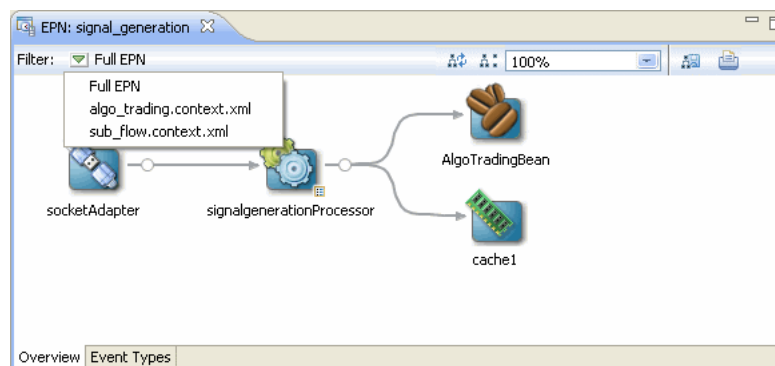 EPN: signal_generation
Filter: Full EPN 100%
Full EPN
algo_trading.context.xml
sub_flow.context.xml
AlgoTradingBean
socketAdapter signalgenerationProcessor
cache1
Overview Event Types